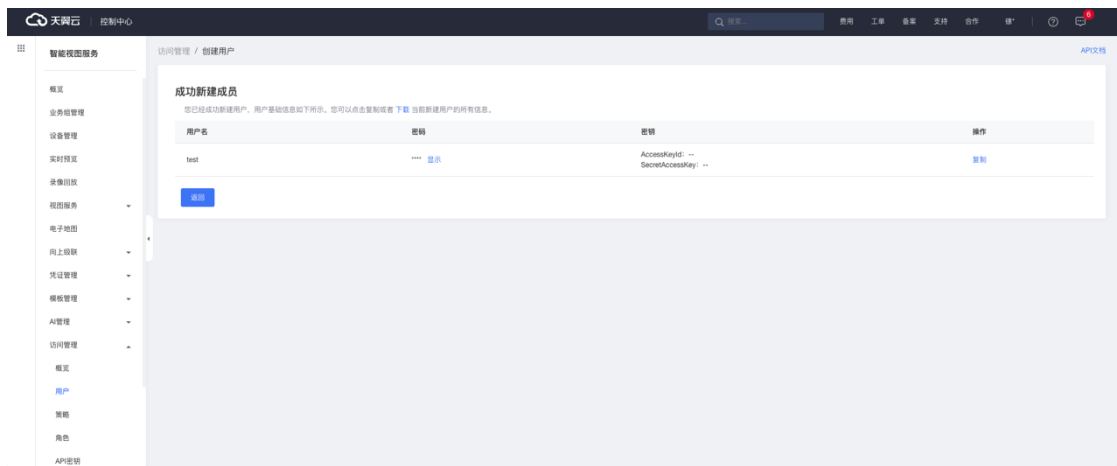 天翼云 控制中心 搜索... 费用 工单 备案 支持 合作 6
智能视图服务 访问管理 / 创建用户 API文档
概览
业务组管理
设备管理
实时预览
录像回放
视图服务
电子地图
向上级联
凭证管理
模板管理
AI管理
访问管理
概览
用户
策略
角色
API密钥
成功新建成员
您已经成功新建用户,用户基础信息如下所示。您可以点击复制或者 下载 当前新建用户的所有信息。
用户名 密码 密钥 操作
test **** 显示 AccessKeyId: -- 复制
SecretAccessKey: --
返回